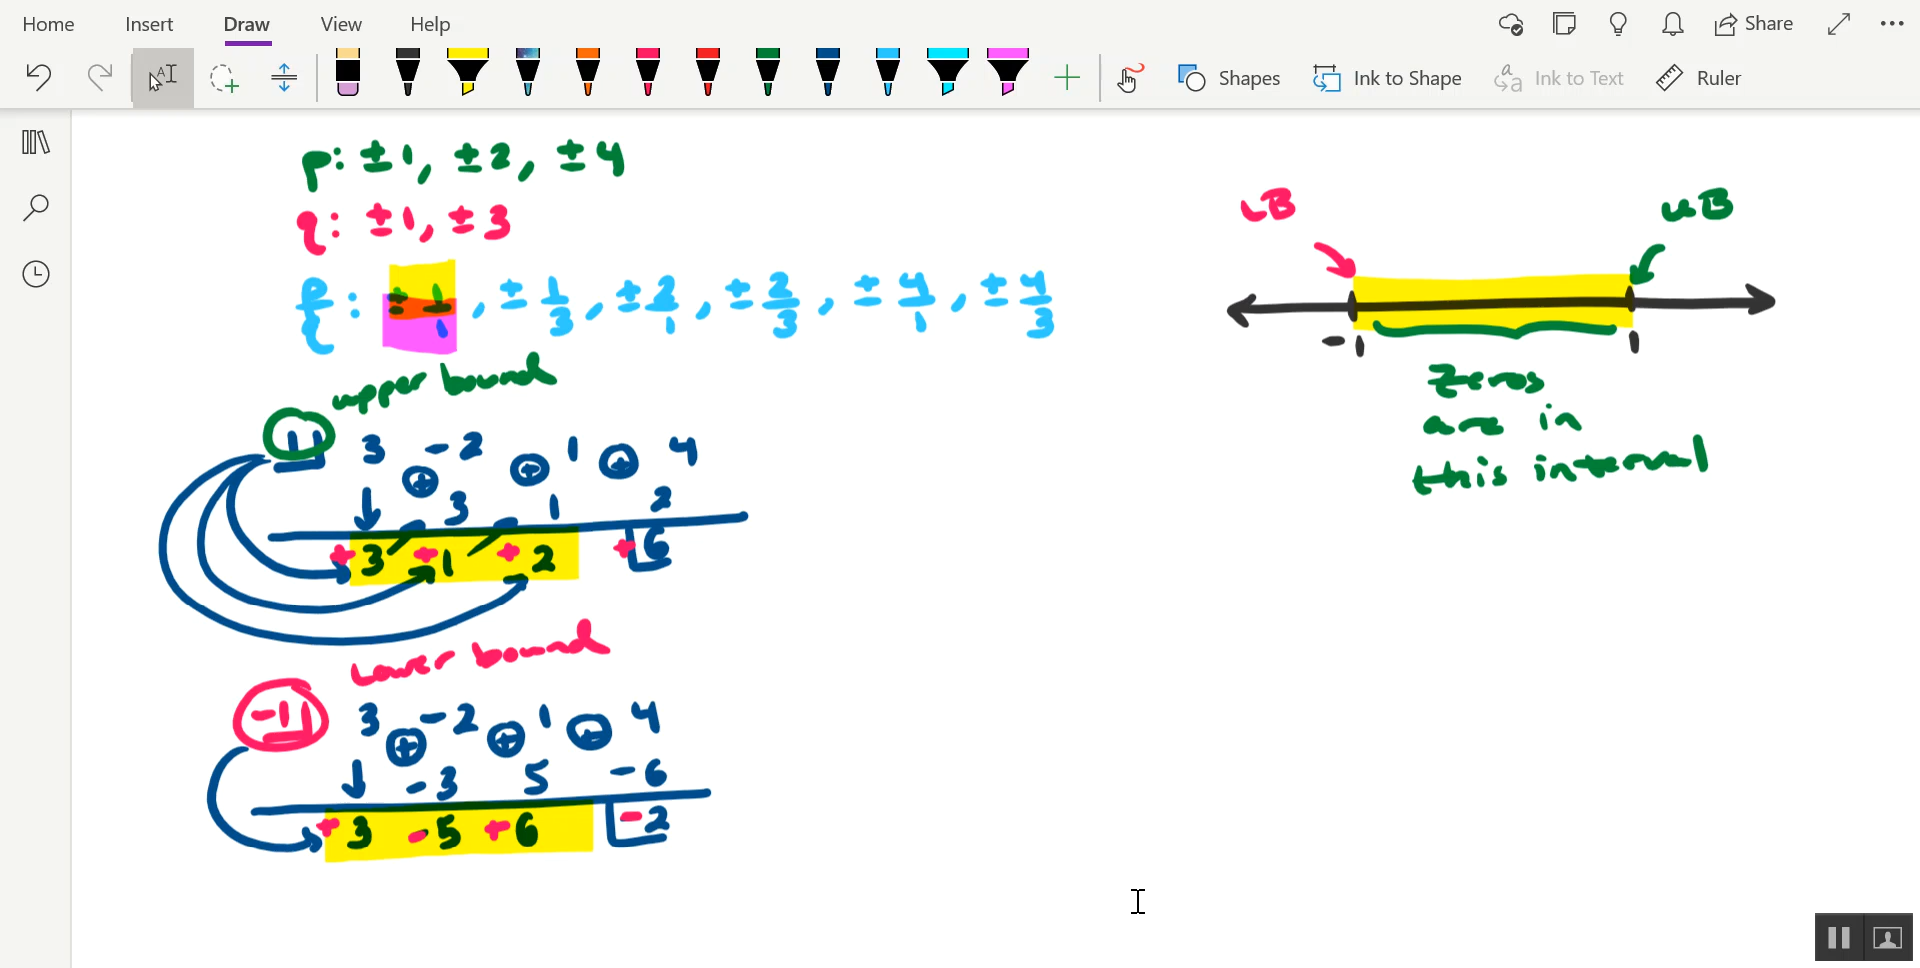 Home Insert Draw View Help Share
Shapes Ink to Shape Ink to Text Ruler
p: ±1, ±2, ±4
q: ±1, ±3
p/q: ±1/1, ±1/3, ±2/1, ±2/3, ±4/1, ±4/3
upper bound
1 3 -2 1 4
+ + +
3 1 2
+3 +1 +2 +6
Lower bound
-1 3 -2 1 4
+ + -
-3 5 -6
+3 -5 +6 -2
LB UB
-1 1
Zeros
are in
this interval